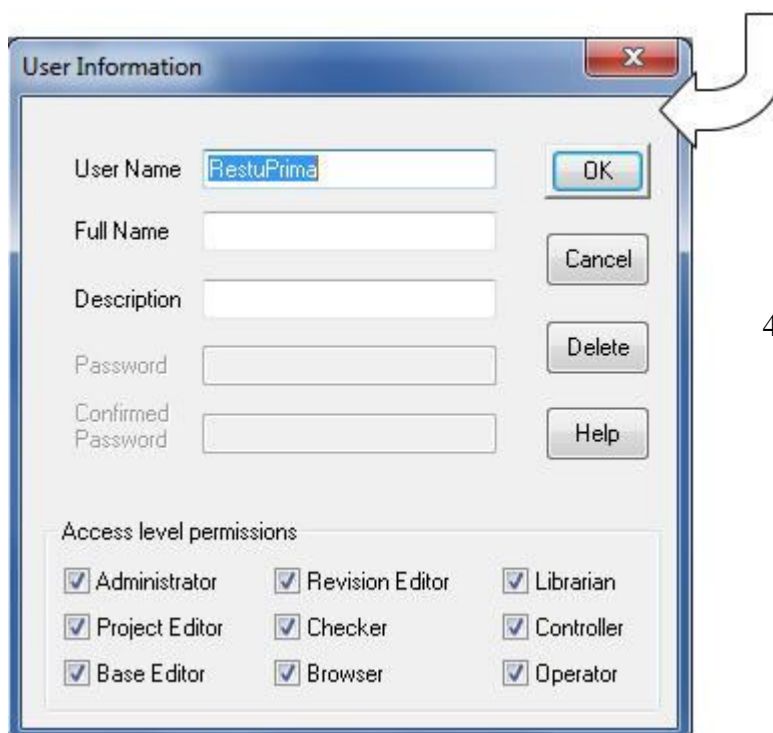 User Information
User Name RestuPrima OK
Full Name
Cancel
Description
Delete
Password
Confirmed
Password
Help
Access level permissions
Administrator Revision Editor Librarian
Project Editor Checker Controller
Base Editor Browser Operator
4